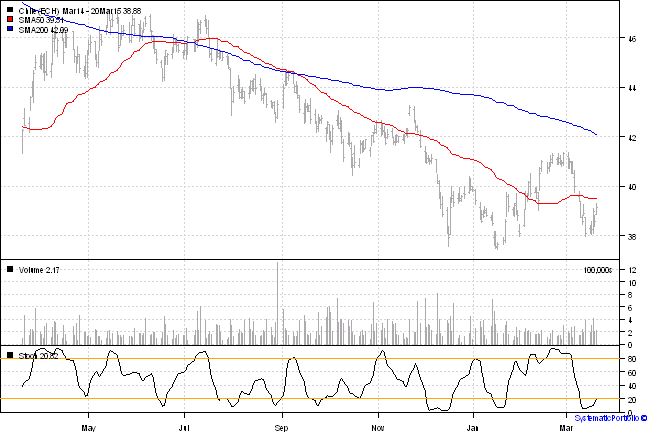 Chile(ECH) Mar14 - 20Mar15 38.88
SMA50 39.51
SMA200 42.09
46
44
42
40
38
Volume 2.17
100,000s
12
10
8
6
4
2
0
Stoch 20.82
80
60
40
20
0
May Jul Sep Nov Jan Mar
SystematicPortfolio ©